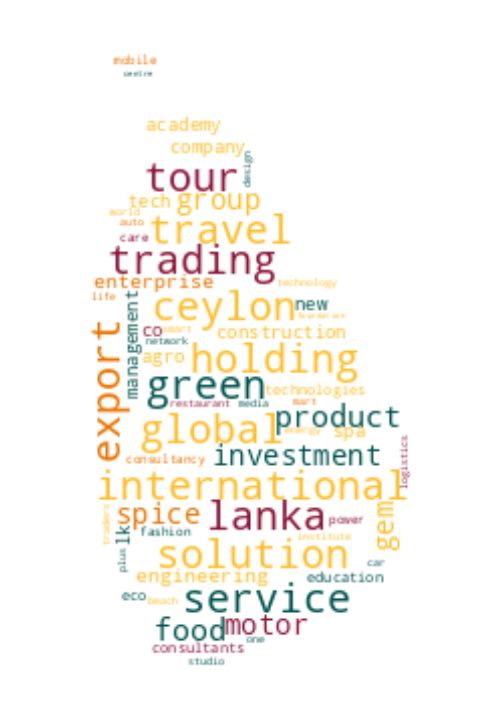 mobile
centre
academy
company
design
tour
tech group
world
auto
travel
care
trading
enterprise technology
life
ceylon new
foundation
management
co smart construction
network
export
agro holding
green technologies
restaurant media mart
product
global energy spa
investment
consultancy
logistics
international
spice lanka power
gem
traders
lk fashion
institute
plus
solution
car
engineering education
eco beach service
food motor
one
consultants
studio